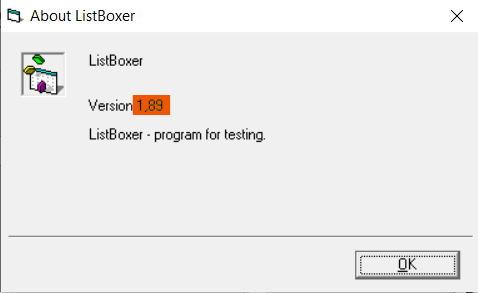 About ListBoxer
ListBoxer
Version 1,89
ListBoxer - program for testing.
OK